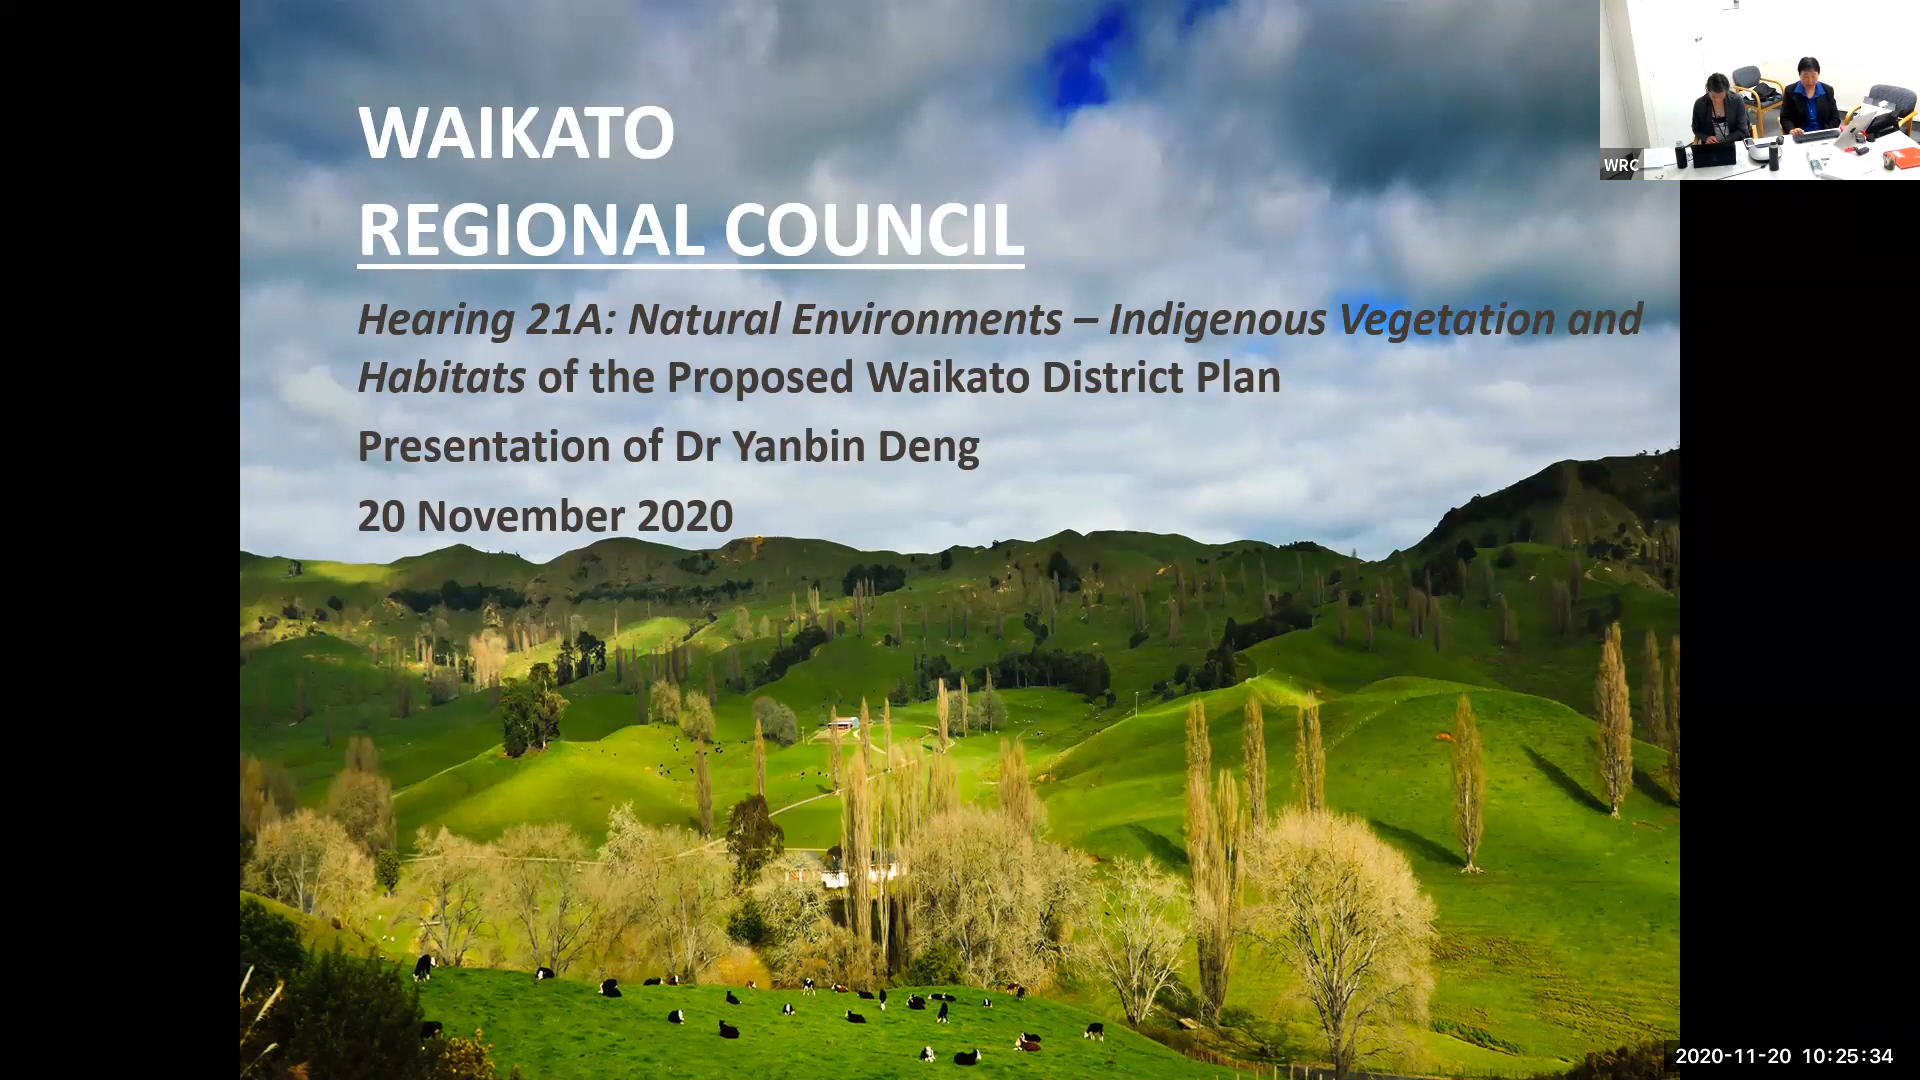 WAIKATO
REGIONAL COUNCIL
Hearing 21A: Natural Environments – Indigenous Vegetation and
Habitats of the Proposed Waikato District Plan
Presentation of Dr Yanbin Deng
20 November 2020
WRC
2020-11-20 10:25:34